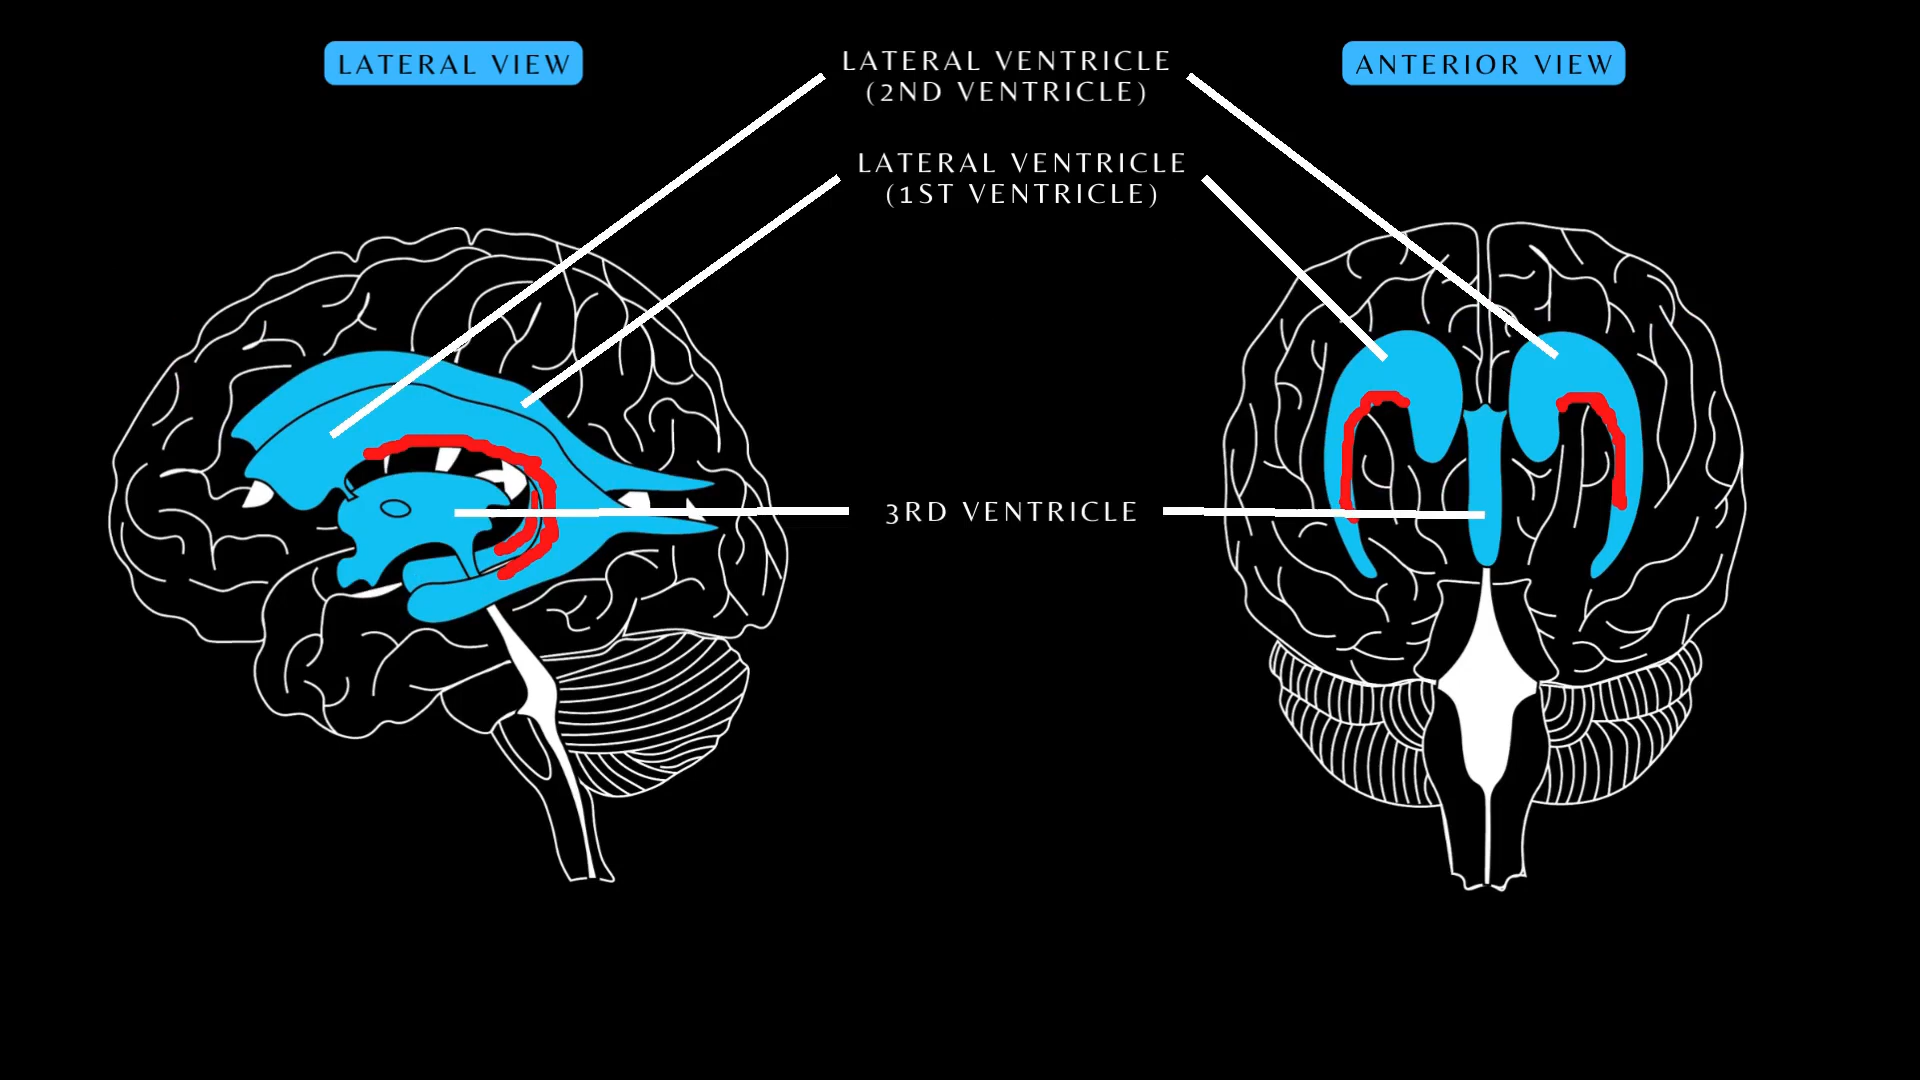 LATERAL VIEW
LATERAL VENTRICLE
(2ND VENTRICLE)
ANTERIOR VIEW
LATERAL VENTRICLE
(1ST VENTRICLE)
3RD VENTRICLE